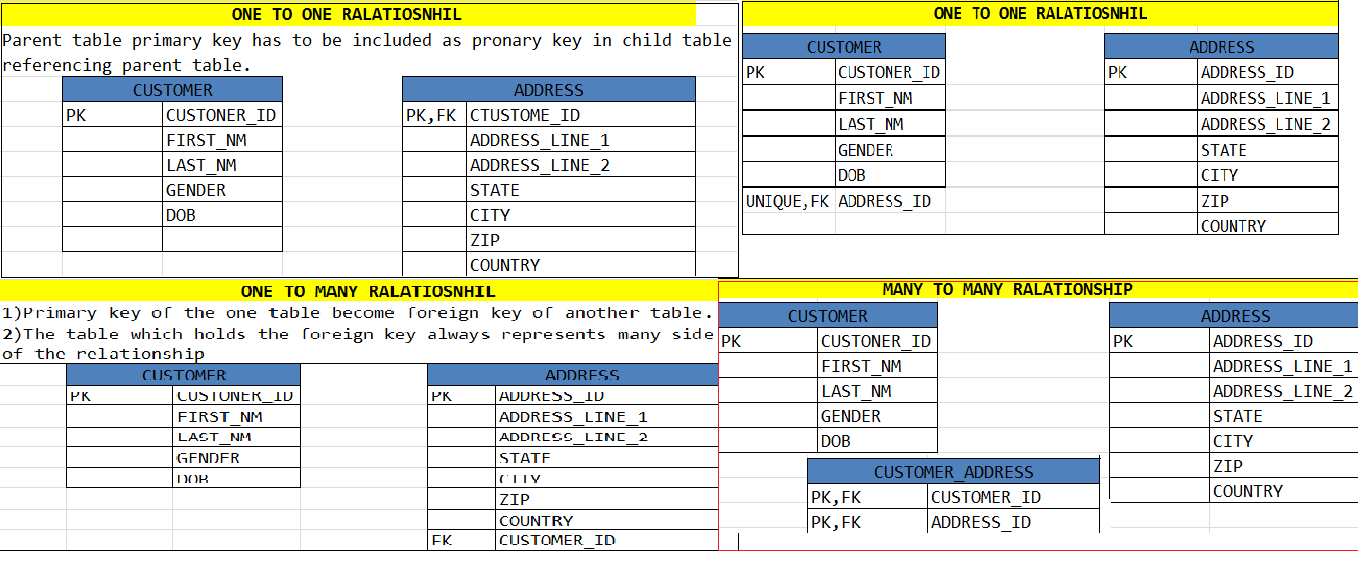 ONE TO ONE RALATIOSNHIL
Parent table primary key has to be included as pronary key in child table
referencing parent table.
CUSTOMER
PK CUSTONER_ID
FIRST_NM
LAST_NM
GENDER
DOB
ADDRESS
PK,FK CTUSTOME_ID
ADDRESS_LINE_1
ADDRESS_LINE_2
STATE
CITY
ZIP
COUNTRY
ONE TO ONE RALATIOSNHIL
CUSTOMER
PK CUSTONER_ID
FIRST_NM
LAST_NM
GENDER
DOB
UNIQUE,FK ADDRESS_ID
ADDRESS
PK ADDRESS_ID
ADDRESS_LINE_1
ADDRESS_LINE_2
STATE
CITY
ZIP
COUNTRY
ONE TO MANY RALATIOSNHIL
1)Primary key of the one table become foreign key of another table.
2)The table which holds the foreign key always represents many side
of the relationship
CUSTOMER
PK CUSTONER_ID
FIRST_NM
LAST_NM
GENDER
DOB
ADDRESS
PK ADDRESS_ID
ADDRESS_LINE_1
ADDRESS_LINE_2
STATE
CITY
ZIP
COUNTRY
FK CUSTOMER_ID
MANY TO MANY RALATIONSHIP
CUSTOMER
PK CUSTONER_ID
FIRST_NM
LAST_NM
GENDER
DOB
ADDRESS
PK ADDRESS_ID
ADDRESS_LINE_1
ADDRESS_LINE_2
STATE
CITY
ZIP
COUNTRY
CUSTOMER_ADDRESS
PK,FK CUSTOMER_ID
PK,FK ADDRESS_ID